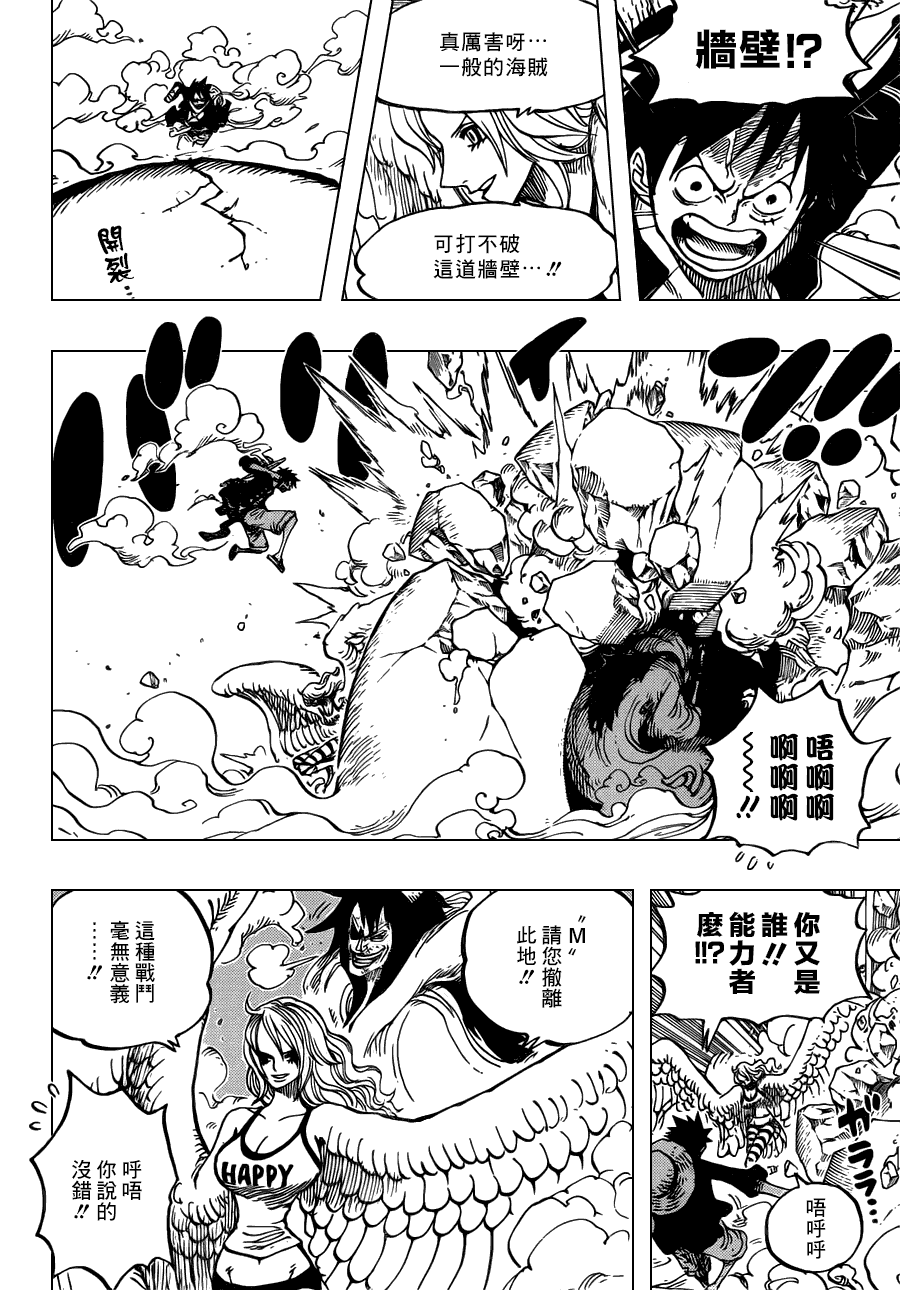 牆壁!?
真厲害呀…
一般的海賊
可打不破
這道牆壁…!!
開裂…
唔啊啊
啊啊啊
啊～～～!!
你又是
誰!!
能力者
麼!!?
ガラ…
唔呼呼
〝M〞
請您撤離
此地!!
這種戰鬥
毫無意義
……!!
HAPPY
呼唔
你說的
沒錯!!